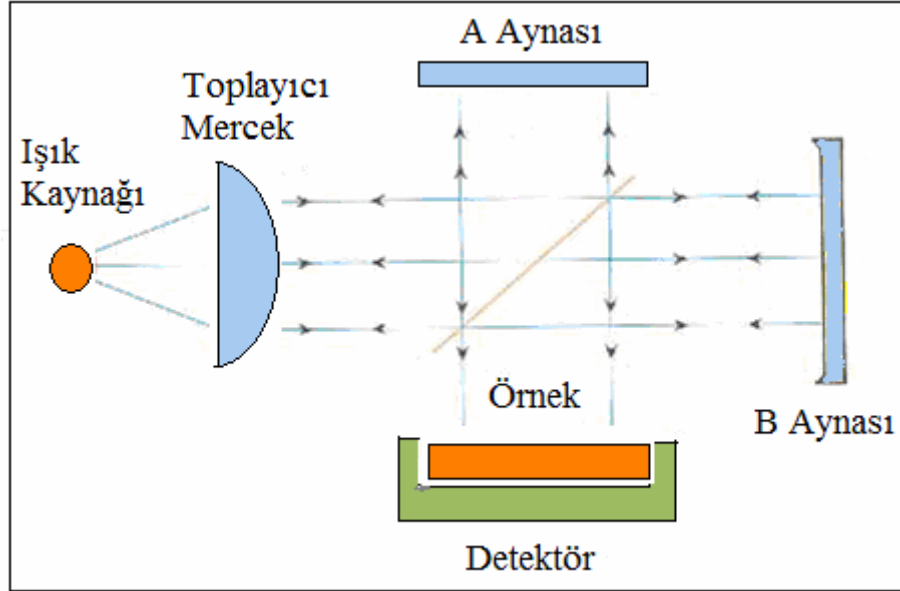 A Aynası
Toplayıcı
Mercek
Işık
Kaynağı
Örnek
B Aynası
Detektör